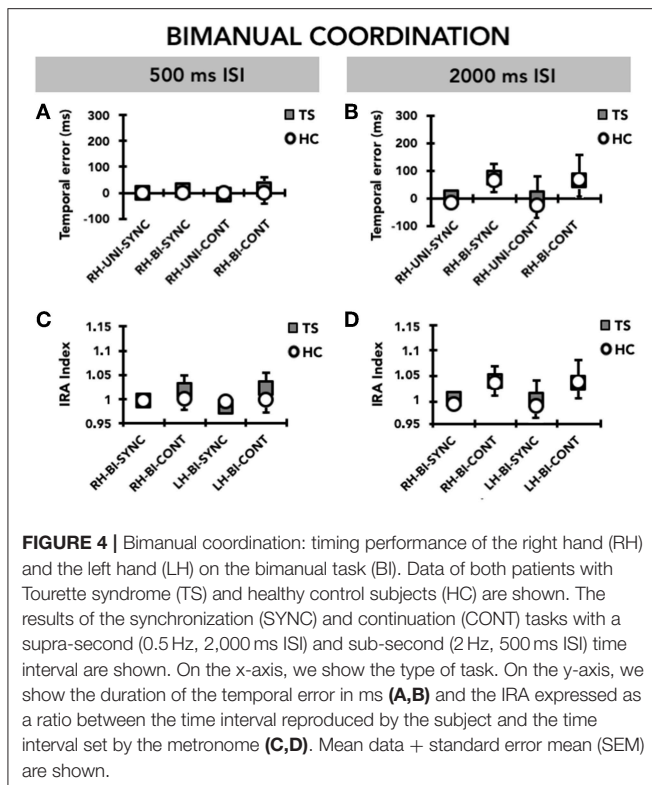 BIMANUAL COORDINATION
500 ms ISI
2000 ms ISI
A
Temporal error (ms)
300
200
100
0
-100
TS
HC
RH-UNI-SYNC
RH-BI-SYNC
RH-UNI-CONT
RH-BI-CONT
B
Temporal error (ms)
300
200
100
0
-100
TS
HC
RH-UNI-SYNC
RH-BI-SYNC
RH-UNI-CONT
RH-BI-CONT
C
IRA Index
1.15
1.1
1.05
1
0.95
TS
HC
RH-BI-SYNC
RH-BI-CONT
LH-BI-SYNC
LH-BI-CONT
D
IRA Index
1.15
1.1
1.05
1
0.95
TS
HC
RH-BI-SYNC
RH-BI-CONT
LH-BI-SYNC
LH-BI-CONT
FIGURE 4 | Bimanual coordination: timing performance of the right hand (RH)
and the left hand (LH) on the bimanual task (BI). Data of both patients with
Tourette syndrome (TS) and healthy control subjects (HC) are shown. The
results of the synchronization (SYNC) and continuation (CONT) tasks with a
supra-second (0.5 Hz, 2,000 ms ISI) and sub-second (2 Hz, 500 ms ISI) time
interval are shown. On the x-axis, we show the type of task. On the y-axis, we
show the duration of the temporal error in ms (A,B) and the IRA expressed as
a ratio between the time interval reproduced by the subject and the time
interval set by the metronome (C,D). Mean data + standard error mean (SEM)
are shown.